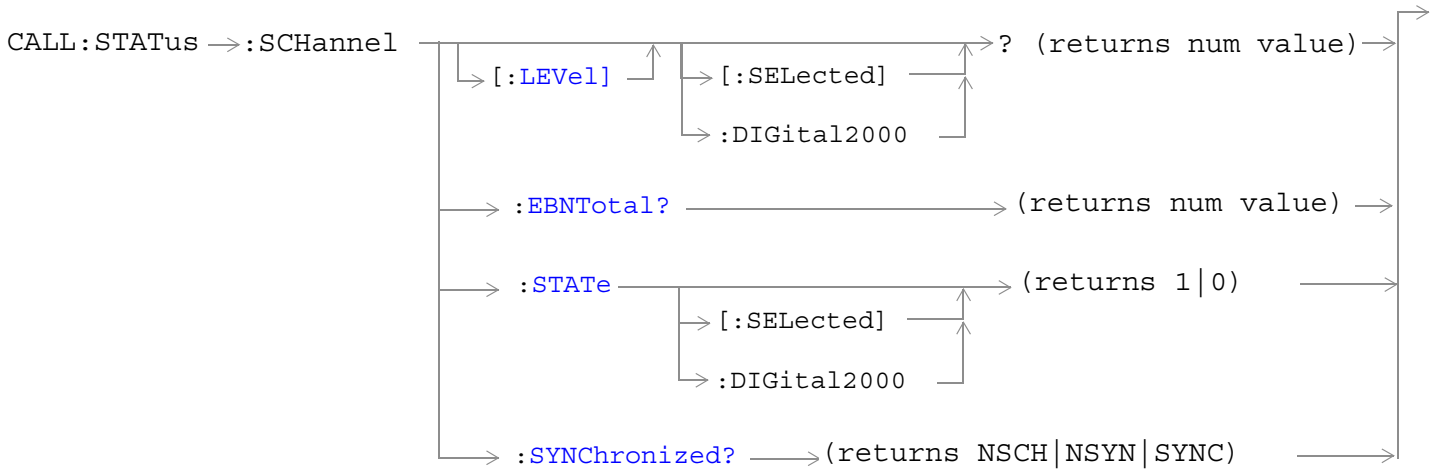 CALL:STATus :SCHannel ? (returns num value)
[:LEVel] [:SELected]
:DIGital2000
:EBNTotal? (returns num value)
:STATe (returns 1|0)
[:SELected]
:DIGital2000
:SYNChronized? (returns NSCH|NSYN|SYNC)